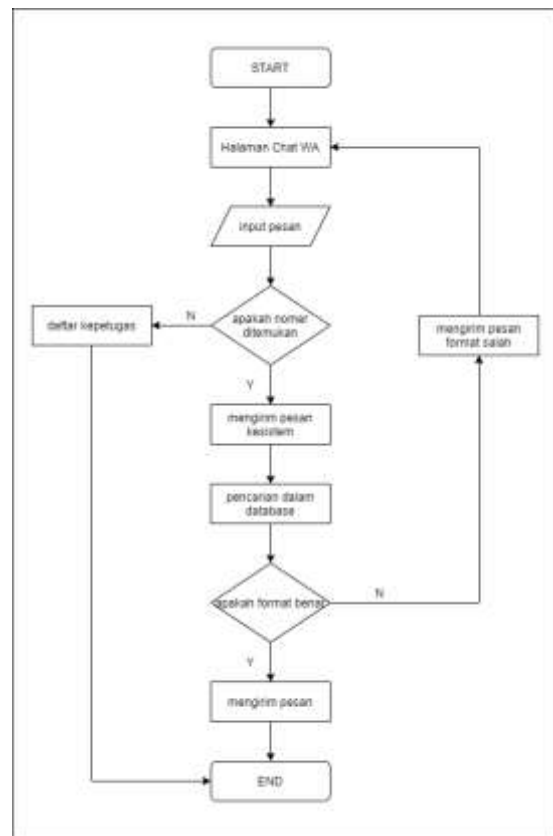 START
Halaman Chat WA
input pesan
apakah nomer
ditemukan
N
daftar kepetugas
mengirim pesan
format salah
Y
mengirim pesan
kesistem
pencarian dalam
database
apakah format benar
N
Y
mengirim pesan
END